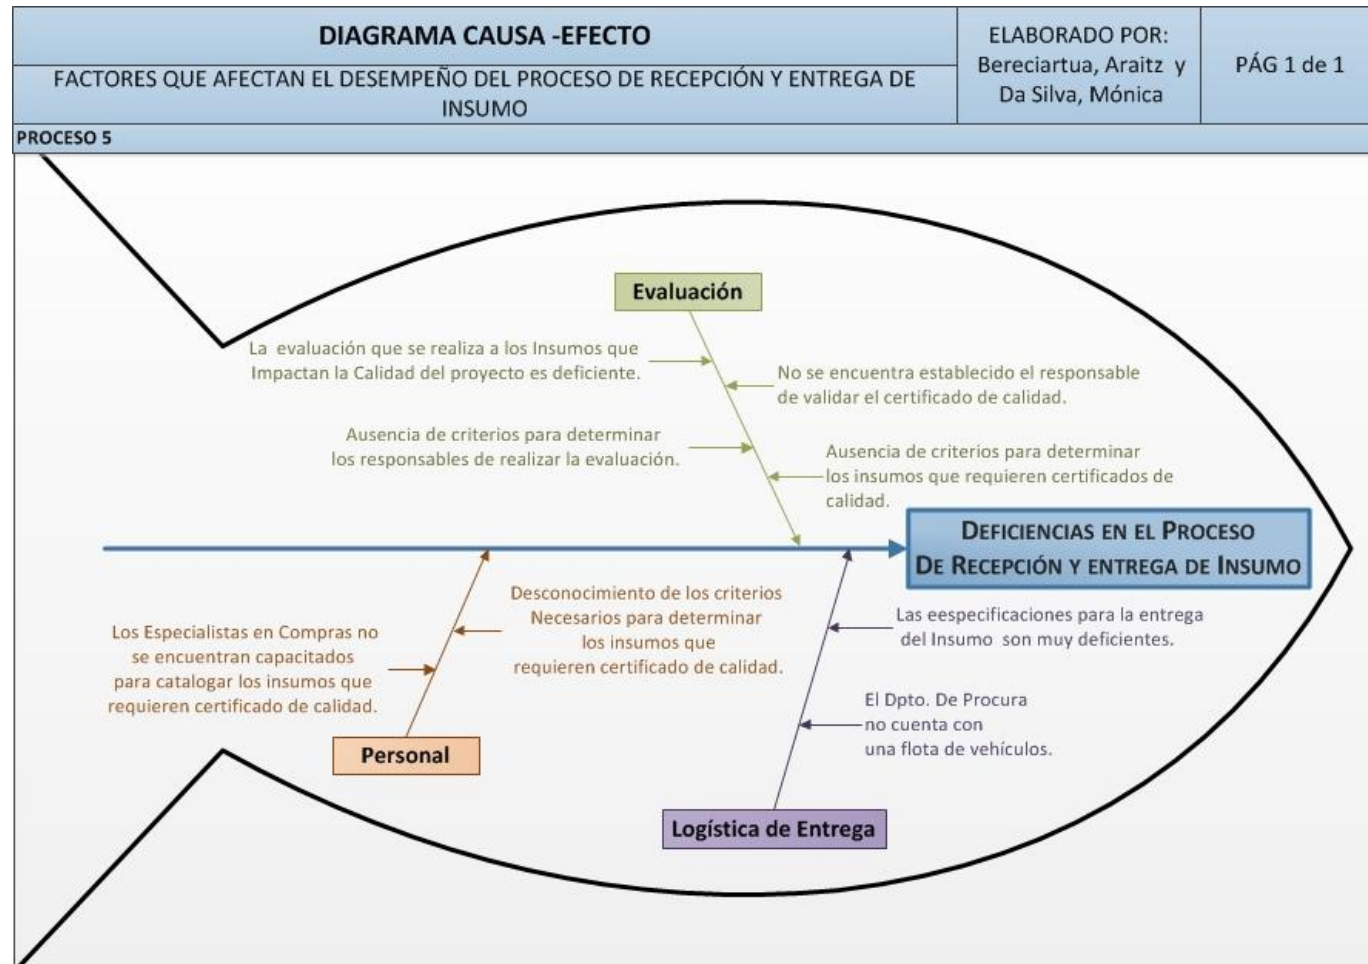 DIAGRAMA CAUSA -EFECTO
FACTORES QUE AFECTAN EL DESEMPEÑO DEL PROCESO DE RECEPCIÓN Y ENTREGA DE
INSUMO
ELABORADO POR:
Bereciartua, Araitz y
Da Silva, Mónica
PÁG 1 de 1
PROCESO 5
Evaluación
La evaluación que se realiza a los Insumos que
Impactan la Calidad del proyecto es deficiente.
No se encuentra establecido el responsable
de validar el certificado de calidad.
Ausencia de criterios para determinar
los responsables de realizar la evaluación.
Ausencia de criterios para determinar
los insumos que requieren certificados de
calidad.
DEFICIENCIAS EN EL PROCESO
DE RECEPCIÓN Y ENTREGA DE INSUMO
Desconocimiento de los criterios
Necesarios para determinar
los insumos que
requieren certificado de calidad.
Los Especialistas en Compras no
se encuentran capacitados
para catalogar los insumos que
requieren certificado de calidad.
Personal
Las eespecificaciones para la entrega
del Insumo son muy deficientes.
El Dpto. De Procura
no cuenta con
una flota de vehículos.
Logística de Entrega